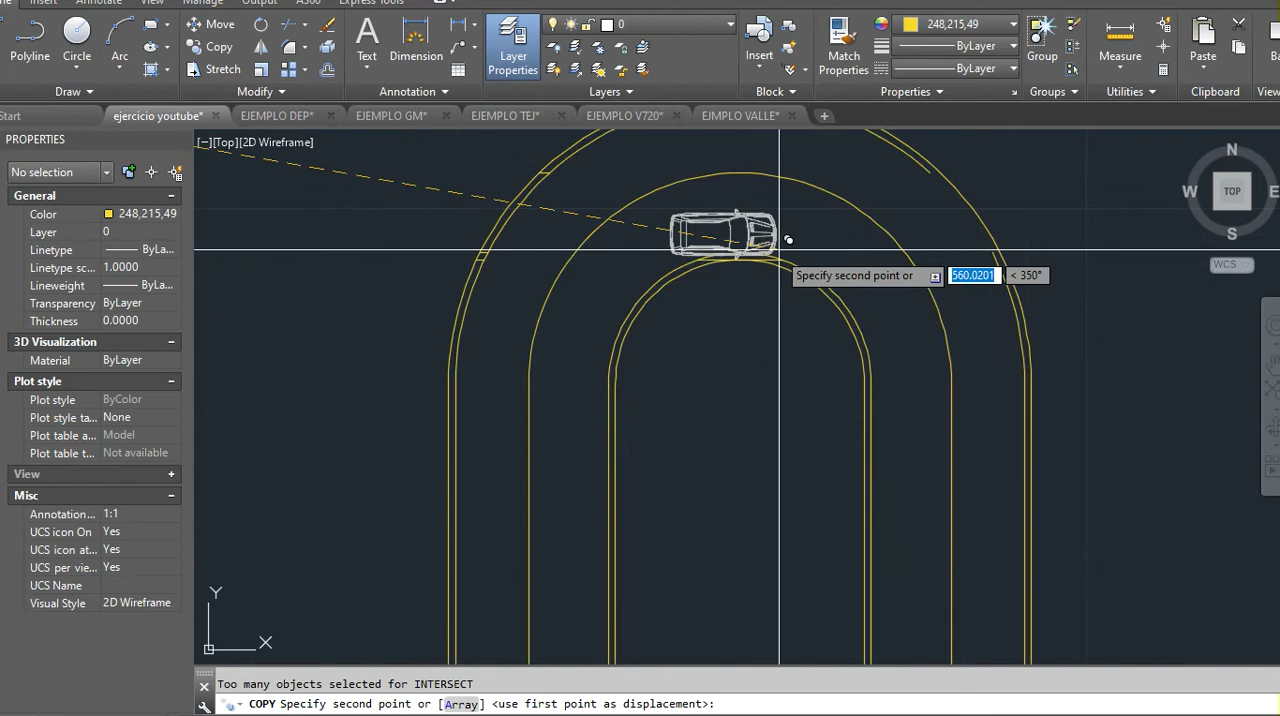 Annotate
View
Manage
Output
A360
Express Tools
Move
Copy
Stretch
Polyline
Circle
Arc
Text
Dimension
Layer
Properties
0
Insert
Match
Properties
248,215,49
ByLayer
ByLayer
Group
Measure
Paste
Draw
Modify
Annotation
Layers
Block
Properties
Groups
Utilities
Clipboard
Start
ejercicio youtube*
EJEMPLO DEP*
EJEMPLO GM*
EJEMPLO TEJ*
EJEMPLO V720*
EJMPLO VALLE*
PROPERTIES
No selection
General
Color 248,215,49
Layer 0
Linetype ByLa...
Linetype sc... 1.0000
Lineweight ByLa...
Transparency ByLayer
Thickness 0.0000
3D Visualization
Material ByLayer
Plot style
Plot style ByColor
Plot style ta... None
Plot table a... Model
Plot table t... Not available
View
Misc
Annotation... 1:1
UCS icon On Yes
UCS icon at... Yes
UCS per vie... Yes
UCS Name
Visual Style 2D Wireframe
[−][Top][2D Wireframe]
N
W
TOP
E
S
WCS
Specify second point or 560.0201 < 350°
Y
X
Too many objects selected for INTERSECT
COPY Specify second point or [Array] <use first point as displacement>: